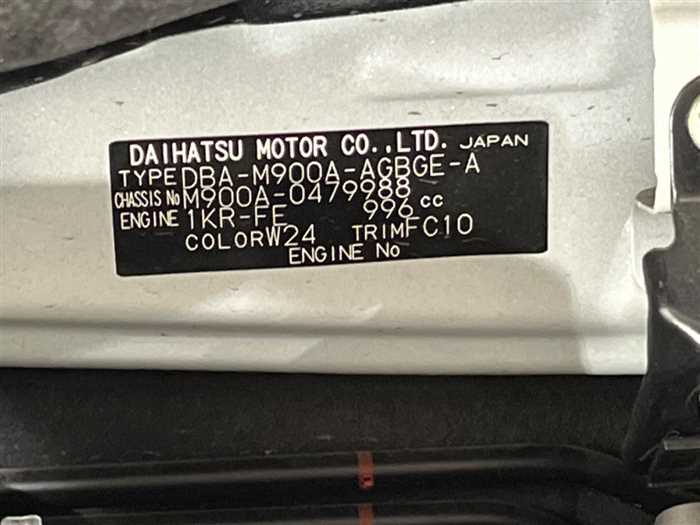 DAIHATSU MOTOR CO.,LTD. JAPAN
TYPE DBA-M900A-AGBGE-A
CHASSIS No M900A-0479988
ENGINE 1KR-FE 996 cc
COLOR W24 TRIM FC10
ENGINE No